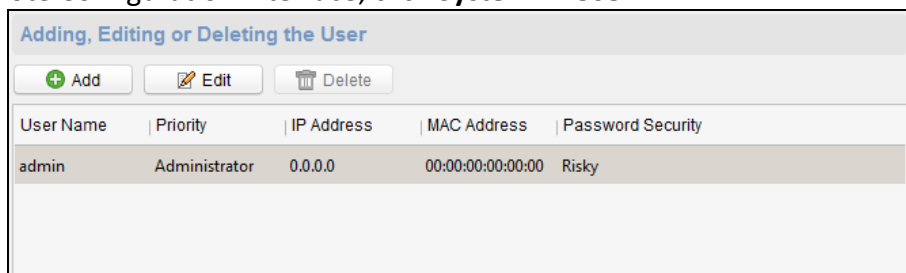 Adding, Editing or Deleting the User
Add Edit Delete
User Name Priority IP Address MAC Address Password Security
admin Administrator 0.0.0.0 00:00:00:00:00:00 Risky